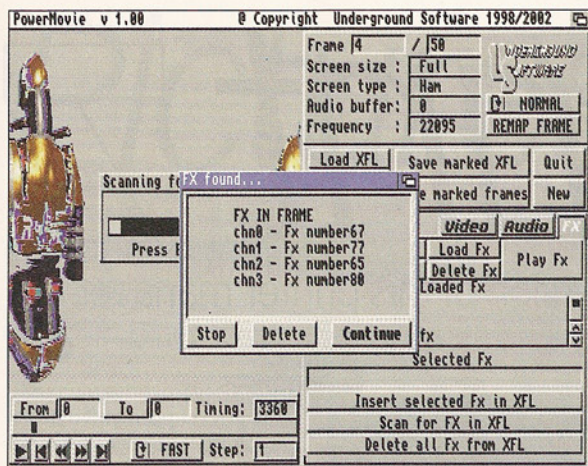 PowerMovie v 1.00 @ Copyright Underground Software 1998/2002
Frame 4 / 50
Screen size : Full
Screen type : Ham
Audio buffer: 0
Frequency : 22095
UNDERGROUND
SOFTWARE
NORMAL
REMAP FRAME
Load XFL
Save marked XFL
Quit
e marked frames
New
Scanning fo
Press E
FX found...
FX IN FRAME
chn0 - Fx number67
chn1 - Fx number77
chn2 - Fx number65
chn3 - Fx number80
Stop
Delete
Continue
Video
Audio
FX
Load Fx
Delete Fx
Play Fx
Loaded Fx
fx
Selected Fx
Insert selected Fx in XFL
Scan for FX in XFL
Delete all Fx from XFL
From 0
To 0
Timing: 3360
FAST
Step: 1